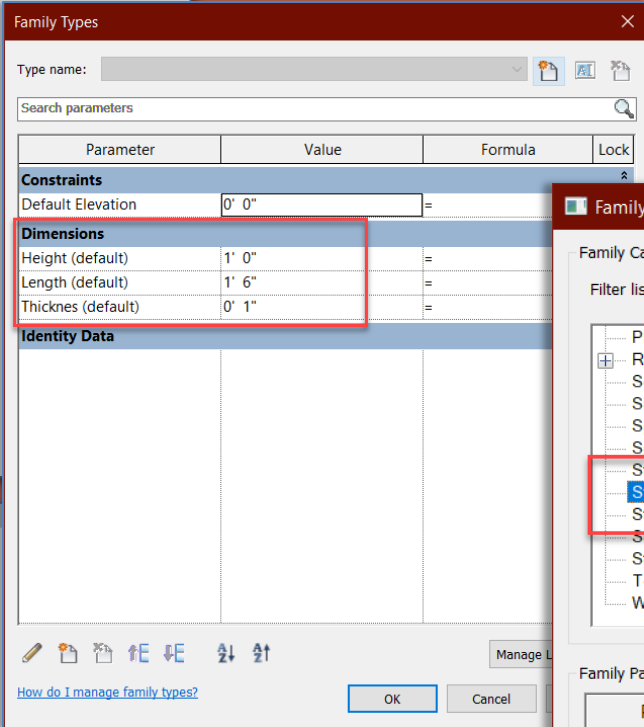 Family Types
Type name:
Search parameters
Parameter Value Formula Lock
Constraints
Default Elevation 0' 0" =
Dimensions
Height (default) 1' 0" =
Length (default) 1' 6" =
Thicknes (default) 0' 1" =
Identity Data
Manage L
How do I manage family types?
OK Cancel
Family
Family Ca
Filter lis
P
R
S
S
S
S
S
S
S
S
S
T
W
Family Pa